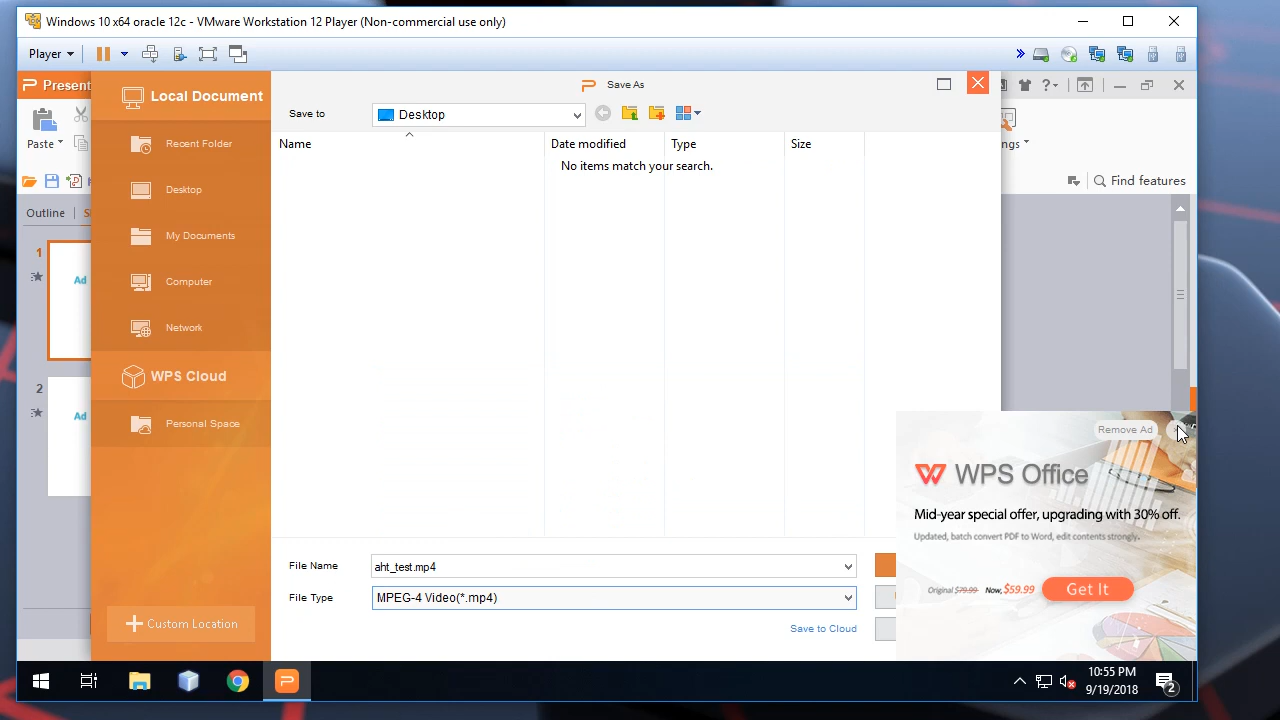 Windows 10 x64 oracle 12c - VMware Workstation 12 Player (Non-commercial use only)
Player
Present
Local Document
Save As
Save to
Desktop
Paste
Recent Folder
Name
Date modified
Type
Size
No items match your search.
Find features
Desktop
Outline
My Documents
1
Ad
Computer
Network
WPS Cloud
2
Ad
Personal Space
Remove Ad
WPS Office
Mid-year special offer, upgrading with 30% off.
Updated, batch convert PDF to Word, edit contents strongly.
File Name
aht_test.mp4
Original $79.99 Now, $59.99
Get It
File Type
MPEG-4 Video(*.mp4)
Custom Location
Save to Cloud
10:55 PM
9/19/2018
2